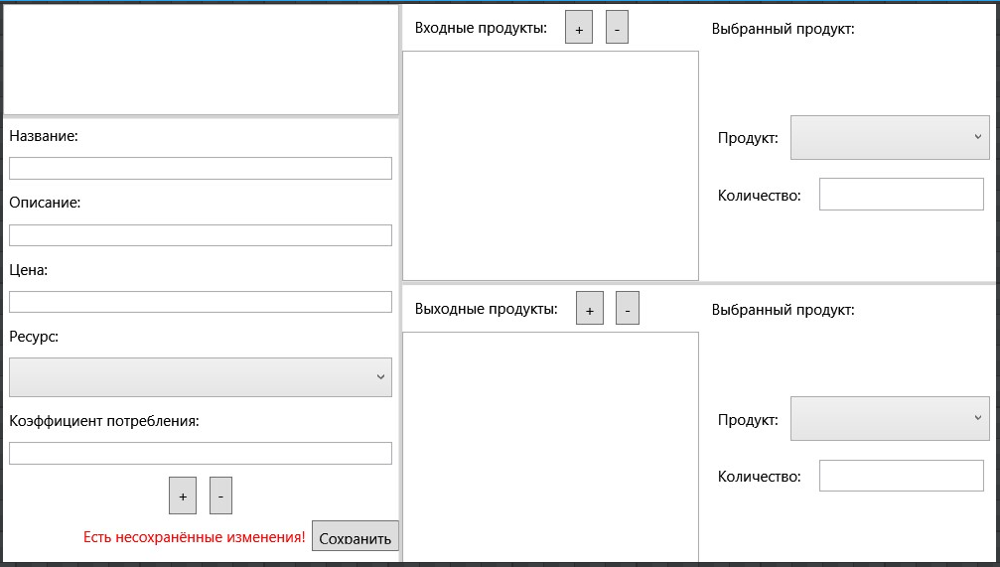 Название:
Описание:
Цена:
Ресурс:
Коэффициент потребления:
+ -
Есть несохранённые изменения! Сохранить
Входные продукты: + -
Выбранный продукт:
Продукт:
Количество:
Выходные продукты: + -
Выбранный продукт:
Продукт:
Количество: